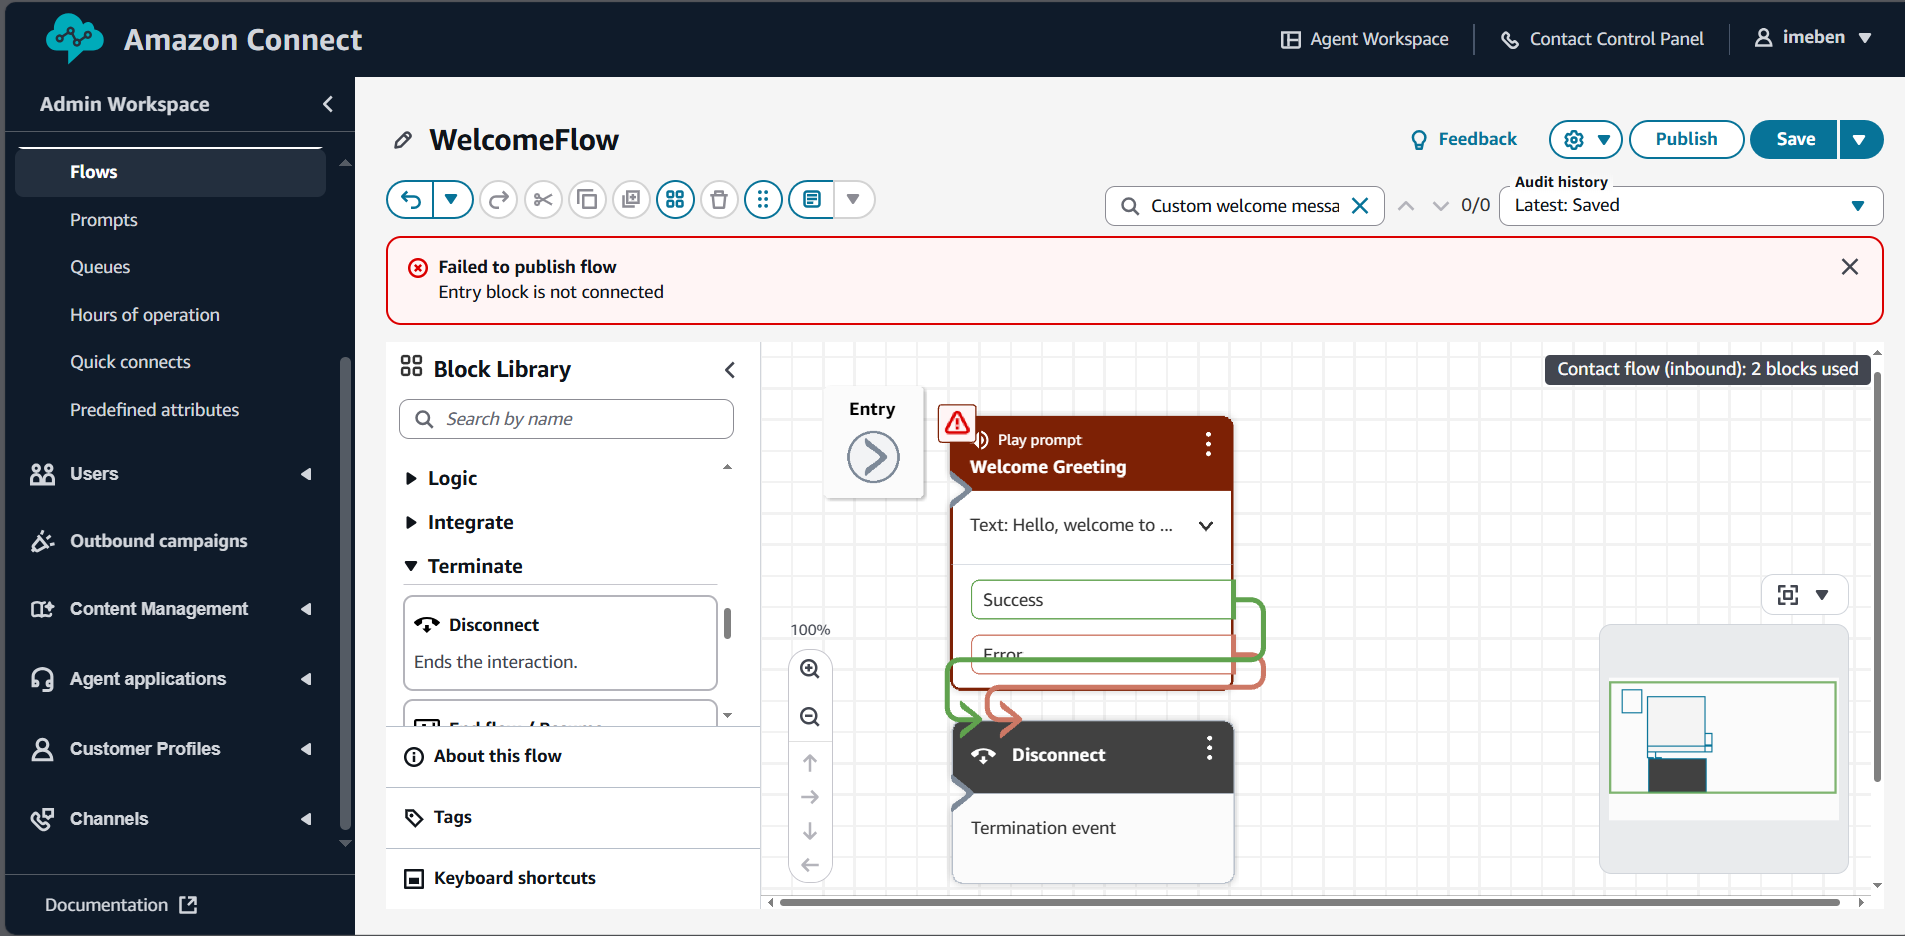 Amazon Connect
Agent Workspace
Contact Control Panel
imeben
Admin Workspace
Flows
Prompts
Queues
Hours of operation
Quick connects
Predefined attributes
Users
Outbound campaigns
Content Management
Agent applications
Customer Profiles
Channels
Documentation
WelcomeFlow
Feedback
Publish
Save
Custom welcome messa
0/0
Audit history
Latest: Saved
Failed to publish flow
Entry block is not connected
Block Library
Search by name
Logic
Integrate
Terminate
Disconnect
Ends the interaction.
End flow / Resume
About this flow
Tags
Keyboard shortcuts
Contact flow (inbound): 2 blocks used
Entry
Play prompt
Welcome Greeting
Text: Hello, welcome to ...
Success
Error
100%
Disconnect
Termination event